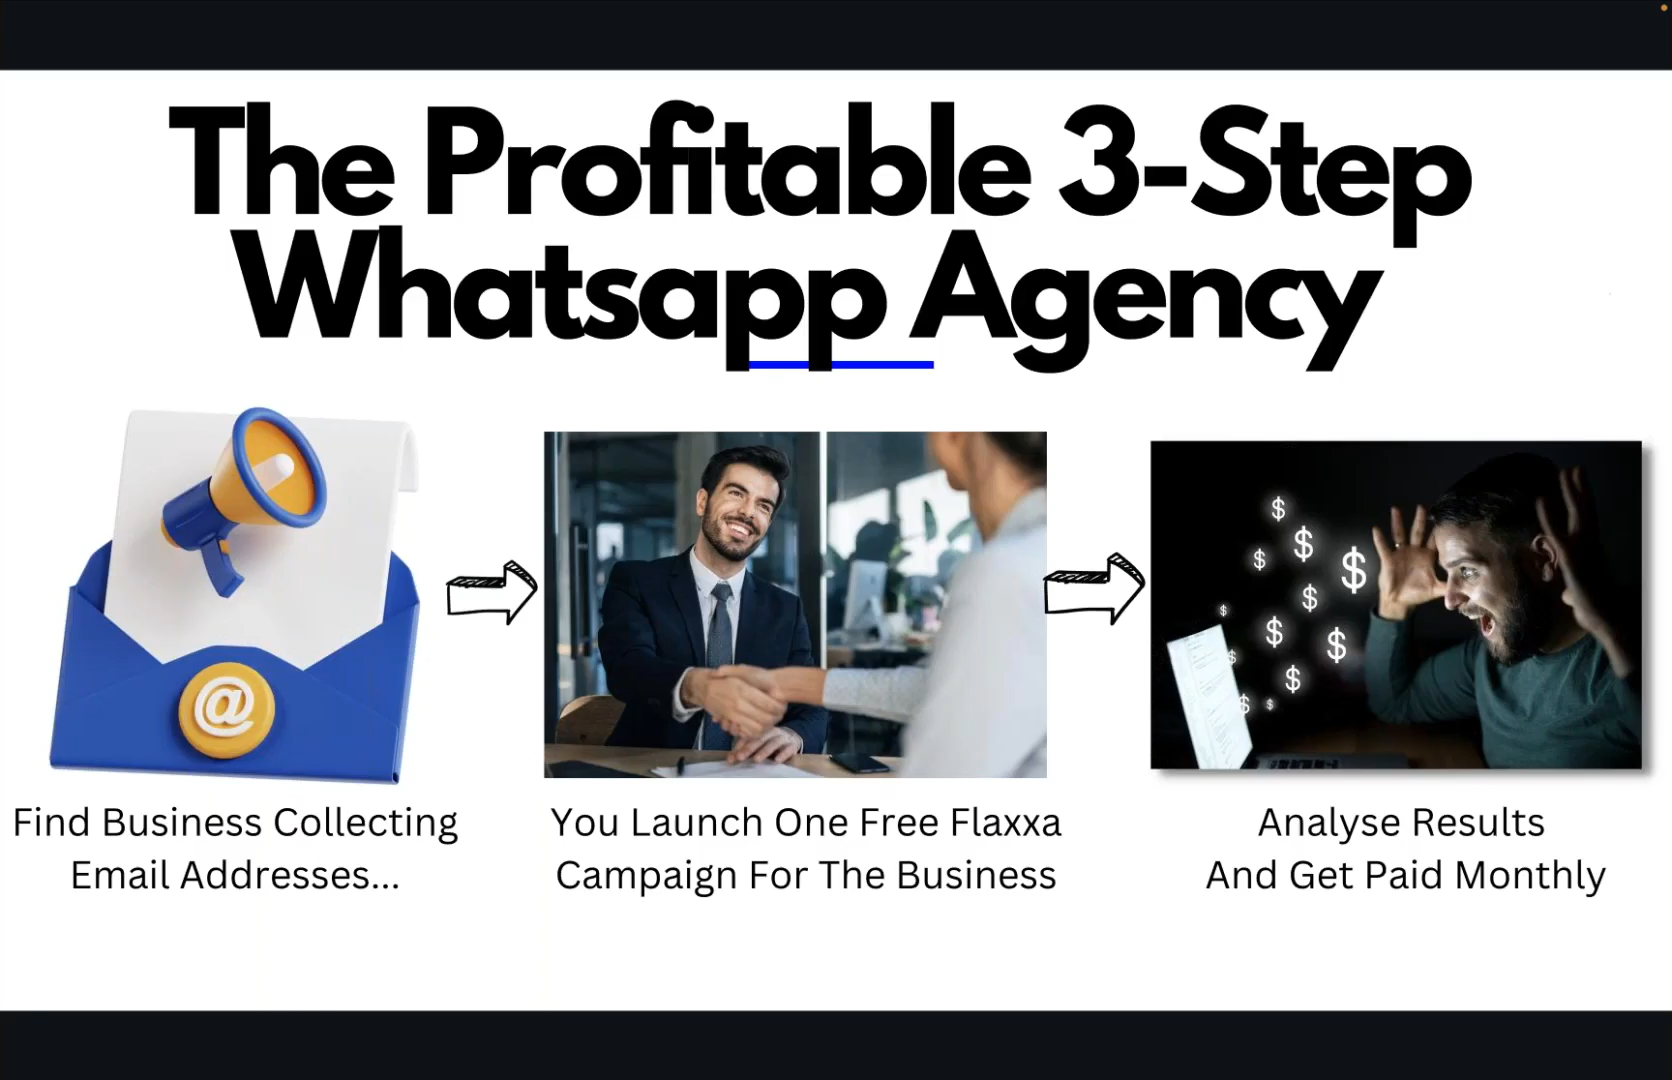 The Profitable 3-Step
Whatsapp Agency
@
$ $ $ $ $ $ $ $ $ $ $ $
Find Business Collecting
Email Addresses...
You Launch One Free Flaxxa
Campaign For The Business
Analyse Results
And Get Paid Monthly